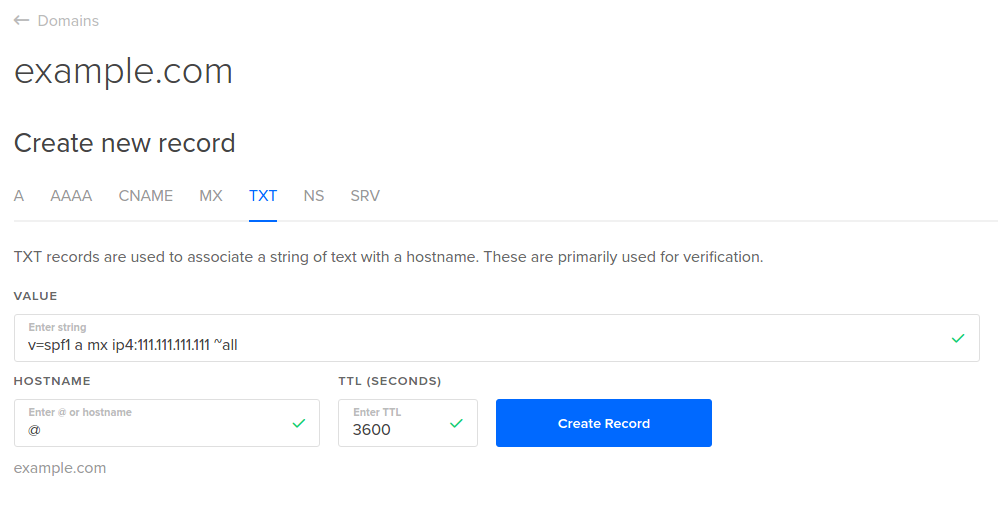 ← Domains
example.com
Create new record
A AAAA CNAME MX TXT NS SRV
TXT records are used to associate a string of text with a hostname. These are primarily used for verification.
VALUE
Enter string
v=spf1 a mx ip4:111.111.111.111 ~all
HOSTNAME TTL (SECONDS)
Enter @ or hostname Enter TTL
@ 3600 Create Record
example.com